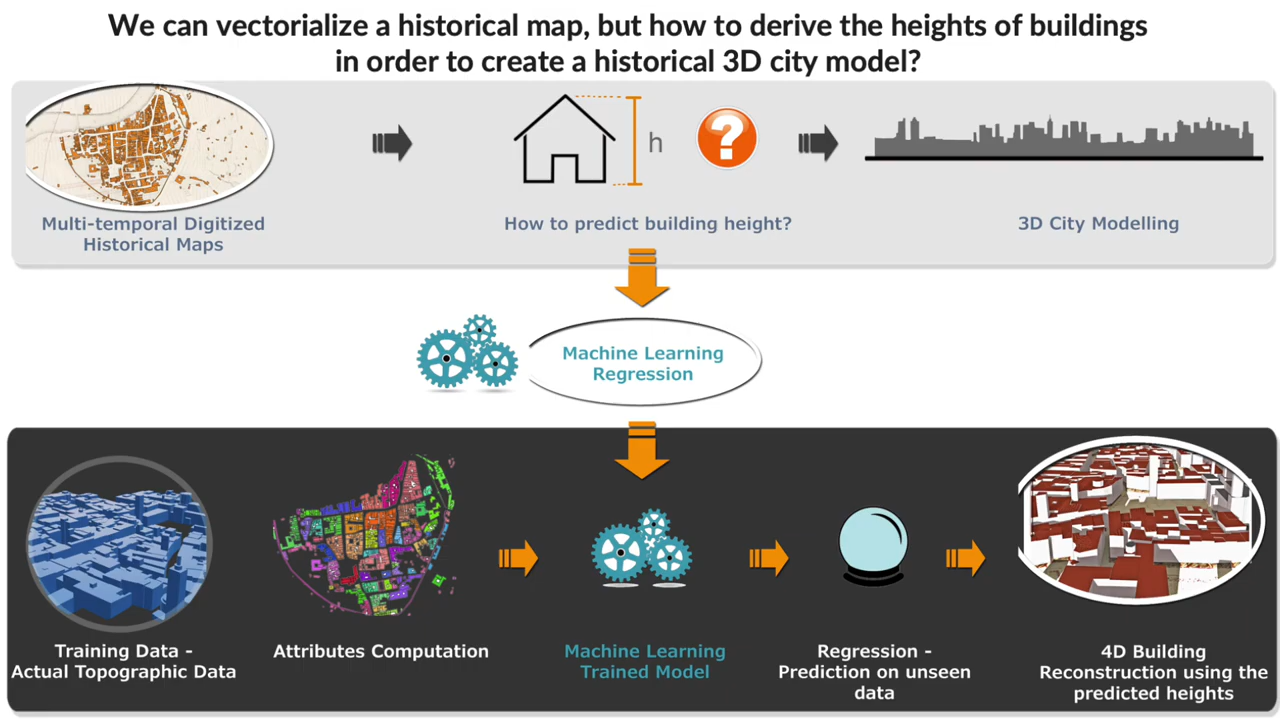 We can vectorialize a historical map, but how to derive the heights of buildings
in order to create a historical 3D city model?
h
?
Multi-temporal Digitized
Historical Maps
How to predict building height?
3D City Modelling
Machine Learning
Regression
Training Data -
Actual Topographic Data
Attributes Computation
Machine Learning
Trained Model
Regression -
Prediction on unseen
data
4D Building
Reconstruction using the
predicted heights